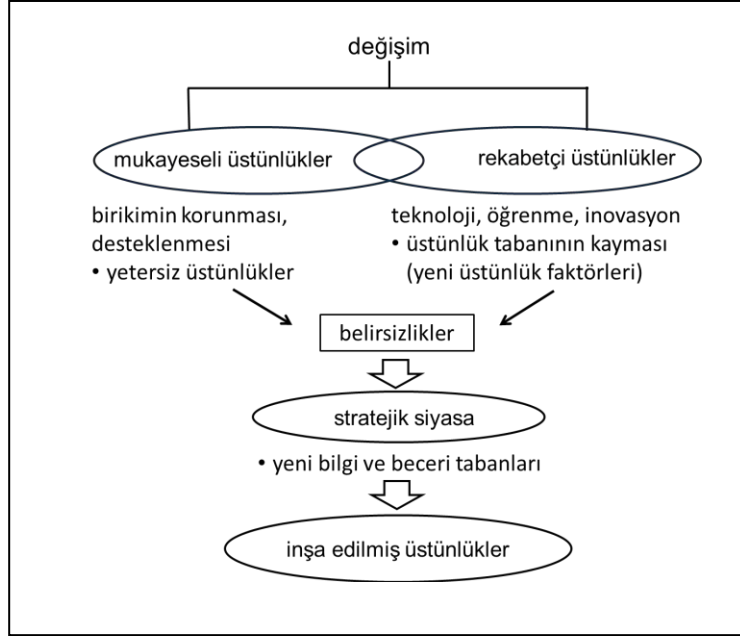 değişim
mukayeseli üstünlükler
rekabetçi üstünlükler
birikimin korunması,
desteklenmesi
• yetersiz üstünlükler
teknoloji, öğrenme, inovasyon
• üstünlük tabanının kayması
(yeni üstünlük faktörleri)
belirsizlikler
stratejik siyasa
• yeni bilgi ve beceri tabanları
inşa edilmiş üstünlükler